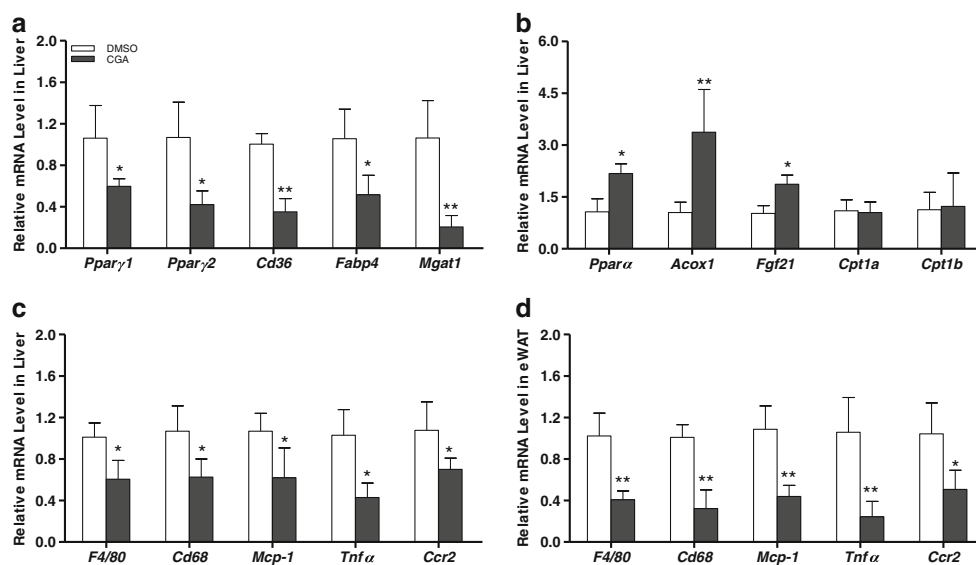 a
Relative mRNA Level in Liver
2.0
1.6
1.2
0.8
0.4
0.0
DMSO
CGA
*
*
**
*
**
Pparγ1 Pparγ2 Cd36 Fabp4 Mgat1
b
Relative mRNA Level in Liver
6.0
4.5
3.0
1.5
0.0
*
**
*
Pparα Acox1 Fgf21 Cpt1a Cpt1b
c
Relative mRNA Level in Liver
2.0
1.6
1.2
0.8
0.4
0.0
*
*
*
*
*
F4/80 Cd68 Mcp-1 Tnfα Ccr2
d
Relative mRNA Level in eWAT
2.0
1.6
1.2
0.8
0.4
0.0
**
**
**
**
*
F4/80 Cd68 Mcp-1 Tnfα Ccr2